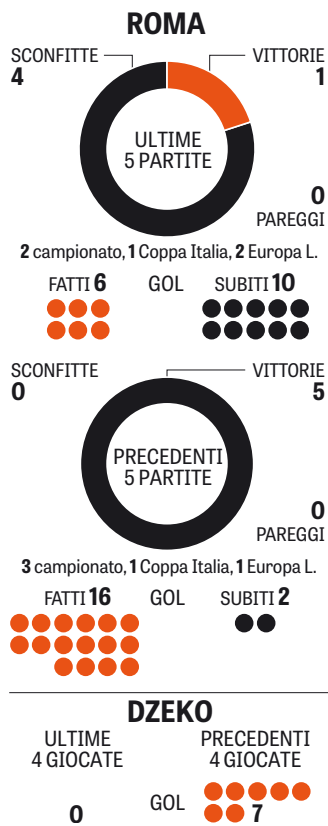 ROMA
SCONFITTE
4
VITTORIE
1
ULTIME
5 PARTITE
0
PAREGGI
2 campionato, 1 Coppa Italia, 2 Europa L.
FATTI 6 GOL SUBITI 10
SCONFITTE
0
VITTORIE
5
PRECEDENTI
5 PARTITE
0
PAREGGI
3 campionato, 1 Coppa Italia, 1 Europa L.
FATTI 16 GOL SUBITI 2
DZEKO
ULTIME
4 GIOCATE
PRECEDENTI
4 GIOCATE
0
GOL
7